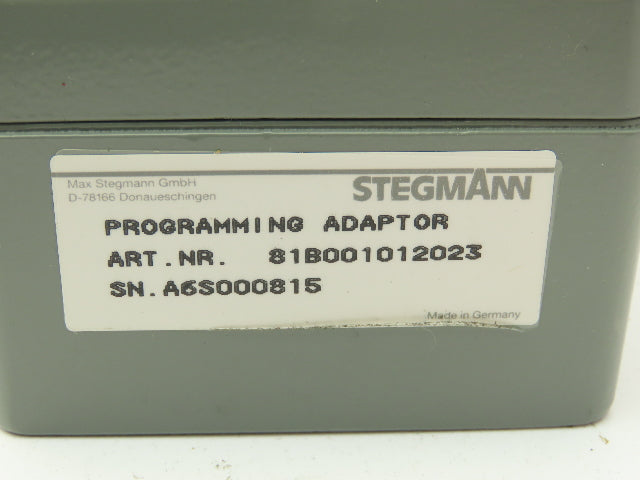 Max Stegmann GmbH
D-78166 Donaueschingen
STEGMANN
PROGRAMMING ADAPTOR
ART.NR. 81B001012023
SN.A6S000815
Made in Germany